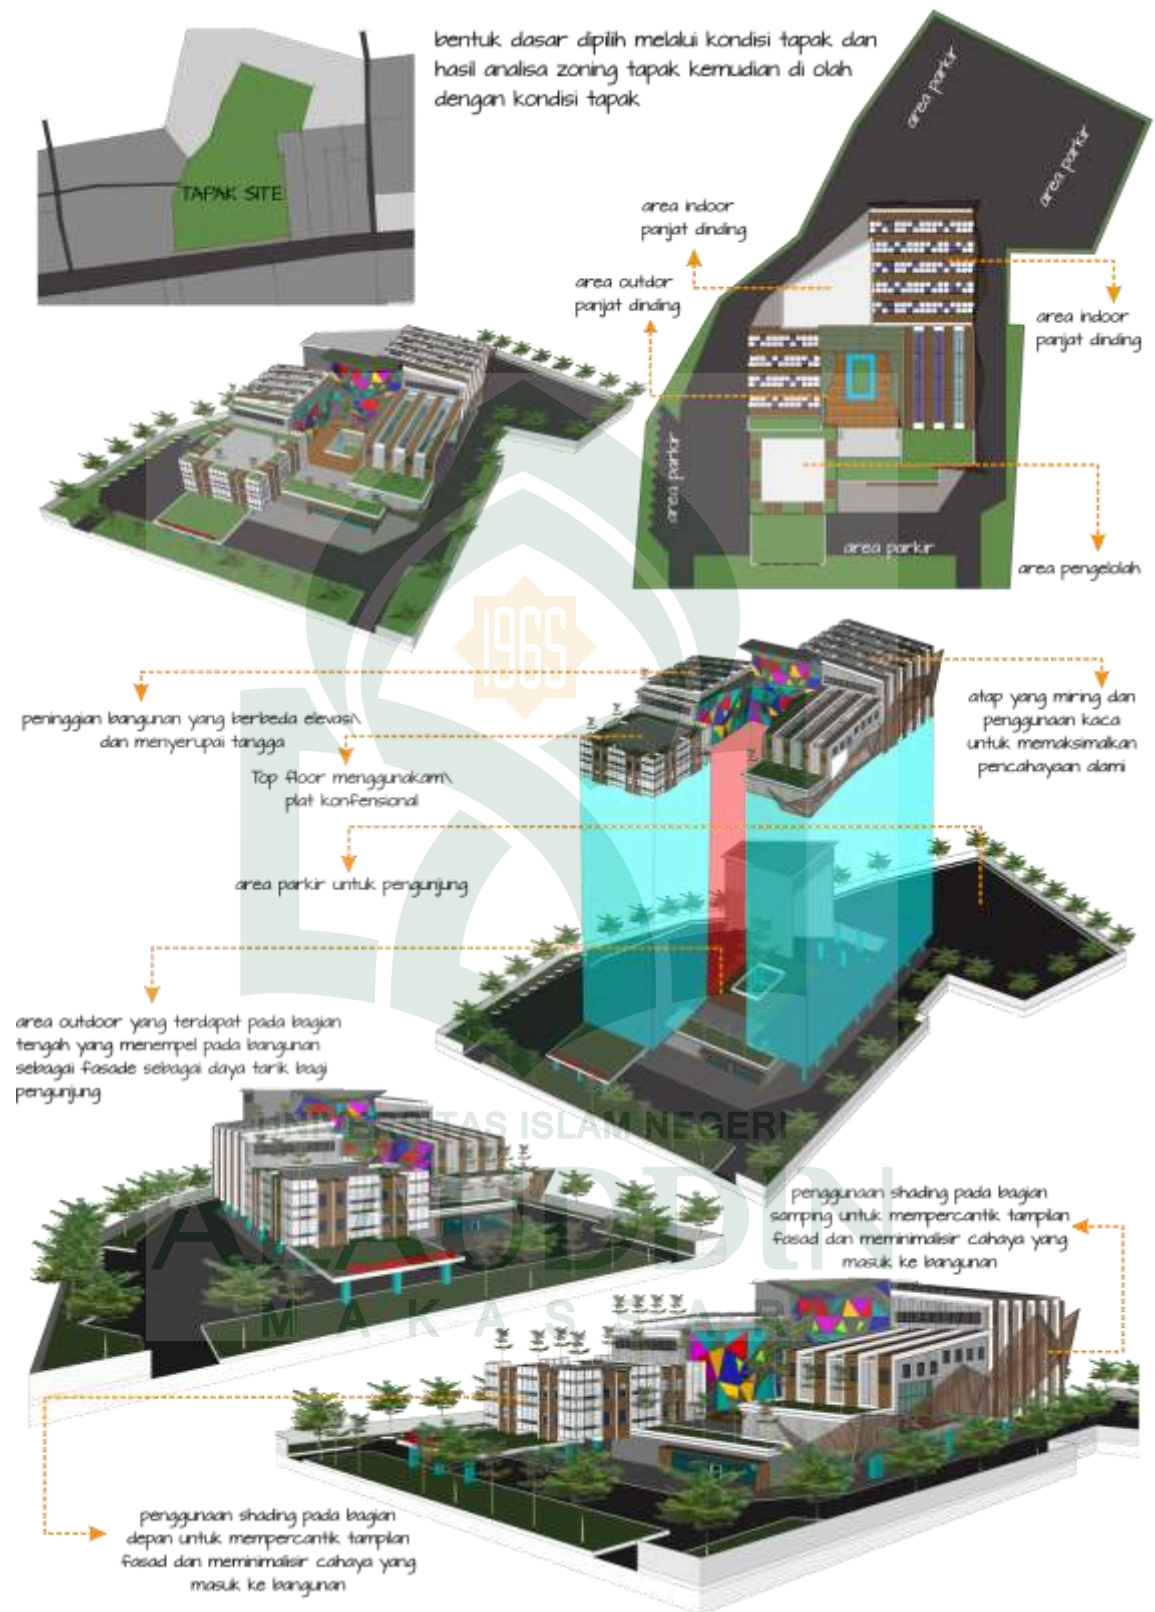 bentuk dasar dipilih melalui kondisi tapak dan
hasil analisa zoning tapak kemudian di olah
dengan kondisi tapak
TAPAK SITE
area parkir
area parkir
area indoor
panjat dinding
area outdor
panjat dinding
area indoor
panjat dinding
area parkir
area parkir
area pengelolah
1965
peninggian bangunan yang berbeda elevasi\
dan menyerupai tangga
Top floor menggunakam\
plat konfensional
atap yang miring dan
penggunaan kaca
untuk memaksimalkan
pencahayaan alami
area parkir untuk pengunjung
area outdoor yang terdapat pada bagian
tengah yang menempel pada bangunan
sebagai fasade sebagai daya tarik bagi
pengunjung
UNIVERSITAS ISLAM NEGERI
ALAUDDIN
MAKASSAR
penggunaan shading pada bagian
samping untuk mempercantik tampilan
fasad dan meminimalisir cahaya yang
masuk ke bangunan
penggunaan shading pada bagian
depan untuk mempercantik tampilan
fasad dan meminimalisir cahaya yang
masuk ke bangunan